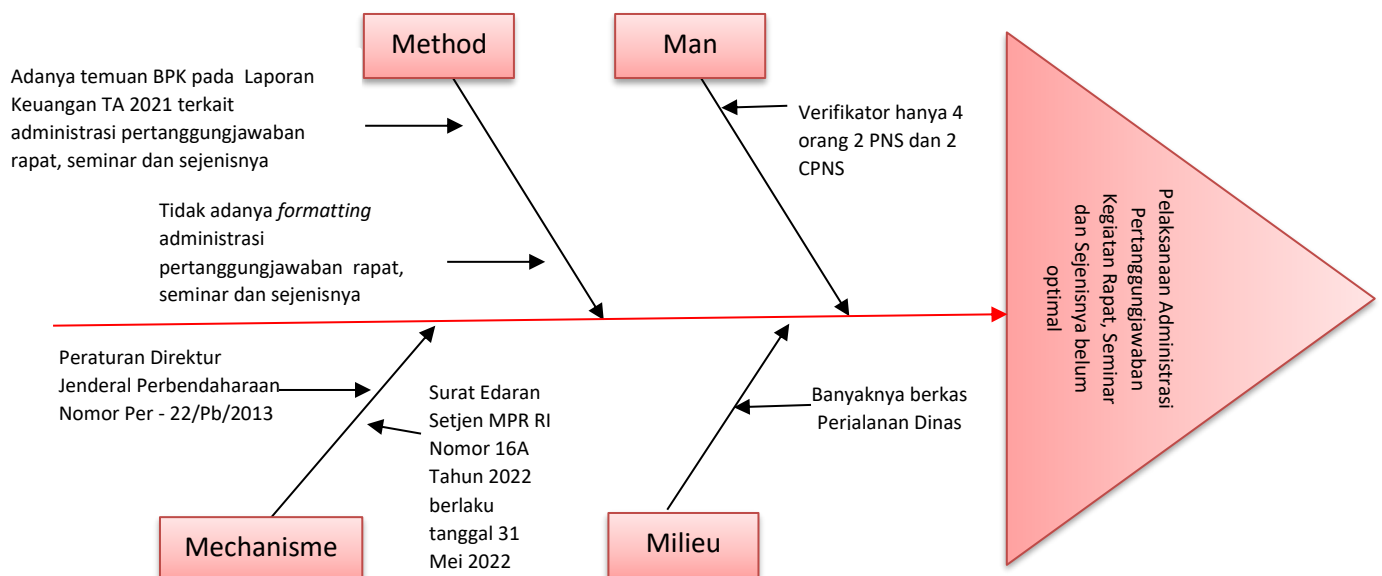 Method
Man
Adanya temuan BPK pada Laporan
Keuangan TA 2021 terkait
administrasi pertanggungjawaban
rapat, seminar dan sejenisnya
Verifikator hanya 4
orang 2 PNS dan 2
CPNS
Tidak adanya formatting
administrasi
pertanggungjawaban rapat,
seminar dan sejenisnya
Pelaksanaan Administrasi
Pertanggungjawaban
Kegiatan Rapat, Seminar
dan Sejenisnya belum
optimal
Peraturan Direktur
Jenderal Perbendaharaan
Nomor Per - 22/Pb/2013
Surat Edaran
Setjen MPR RI
Nomor 16A
Tahun 2022
berlaku
tanggal 31
Mei 2022
Banyaknya berkas
Perjalanan Dinas
Mechanisme
Milieu